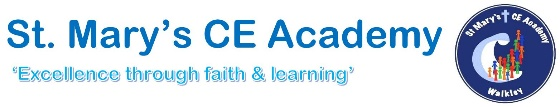 St. Mary's CE Academy
'Excellence through faith & learning'
St Mary's CE Academy
Walkley